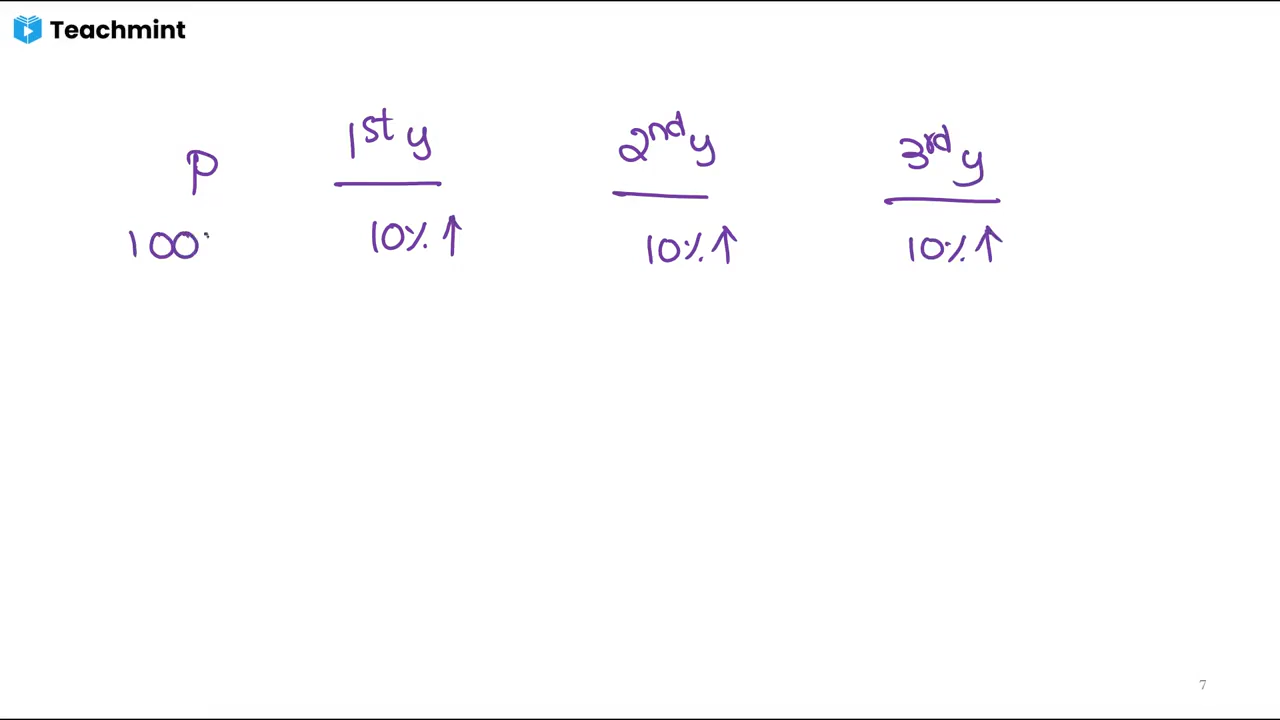 Teachmint
P 1st y 2nd y 3rd y
100 10% ↑ 10% ↑ 10% ↑
7